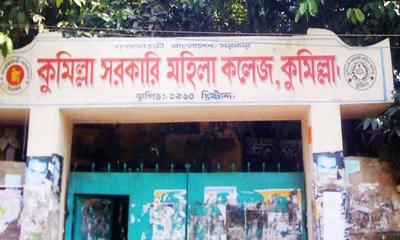 গণপ্রজাতন্ত্রী বাংলাদেশ সরকার
কুমিল্লা সরকারি মহিলা কলেজ, কুমিল্লা।
স্থাপিত: ১৯৬০ খ্রিষ্টাব্দ।